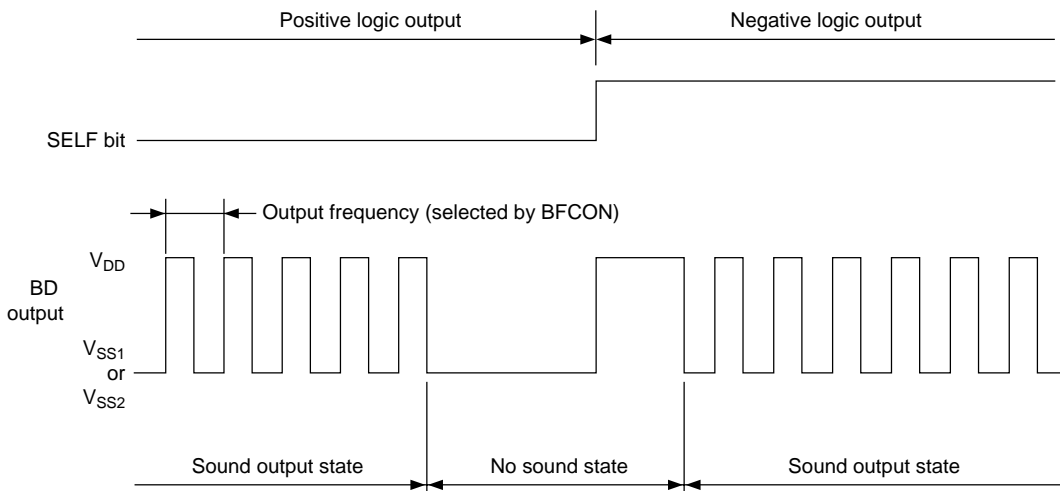 Positive logic output
Negative logic output
SELF bit
Output frequency (selected by BFCON)
VDD
BD
output
VSS1
or
VSS2
Sound output state
No sound state
Sound output state